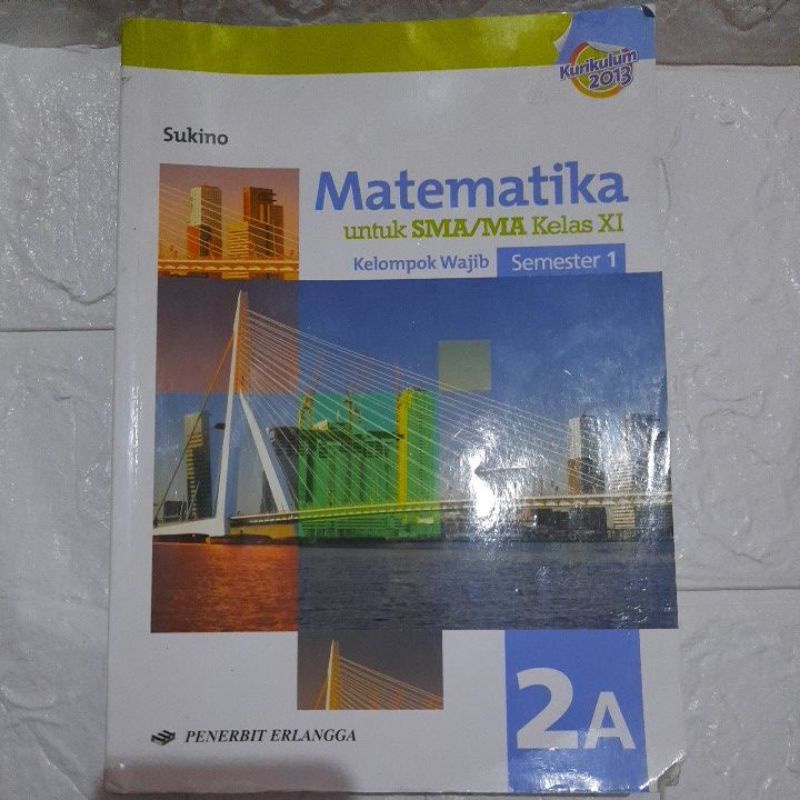 Kurikulum
2013
Sukino
Matematika
untuk SMA/MA Kelas XI
Kelompok Wajib Semester 1
2A
PENERBIT ERLANGGA